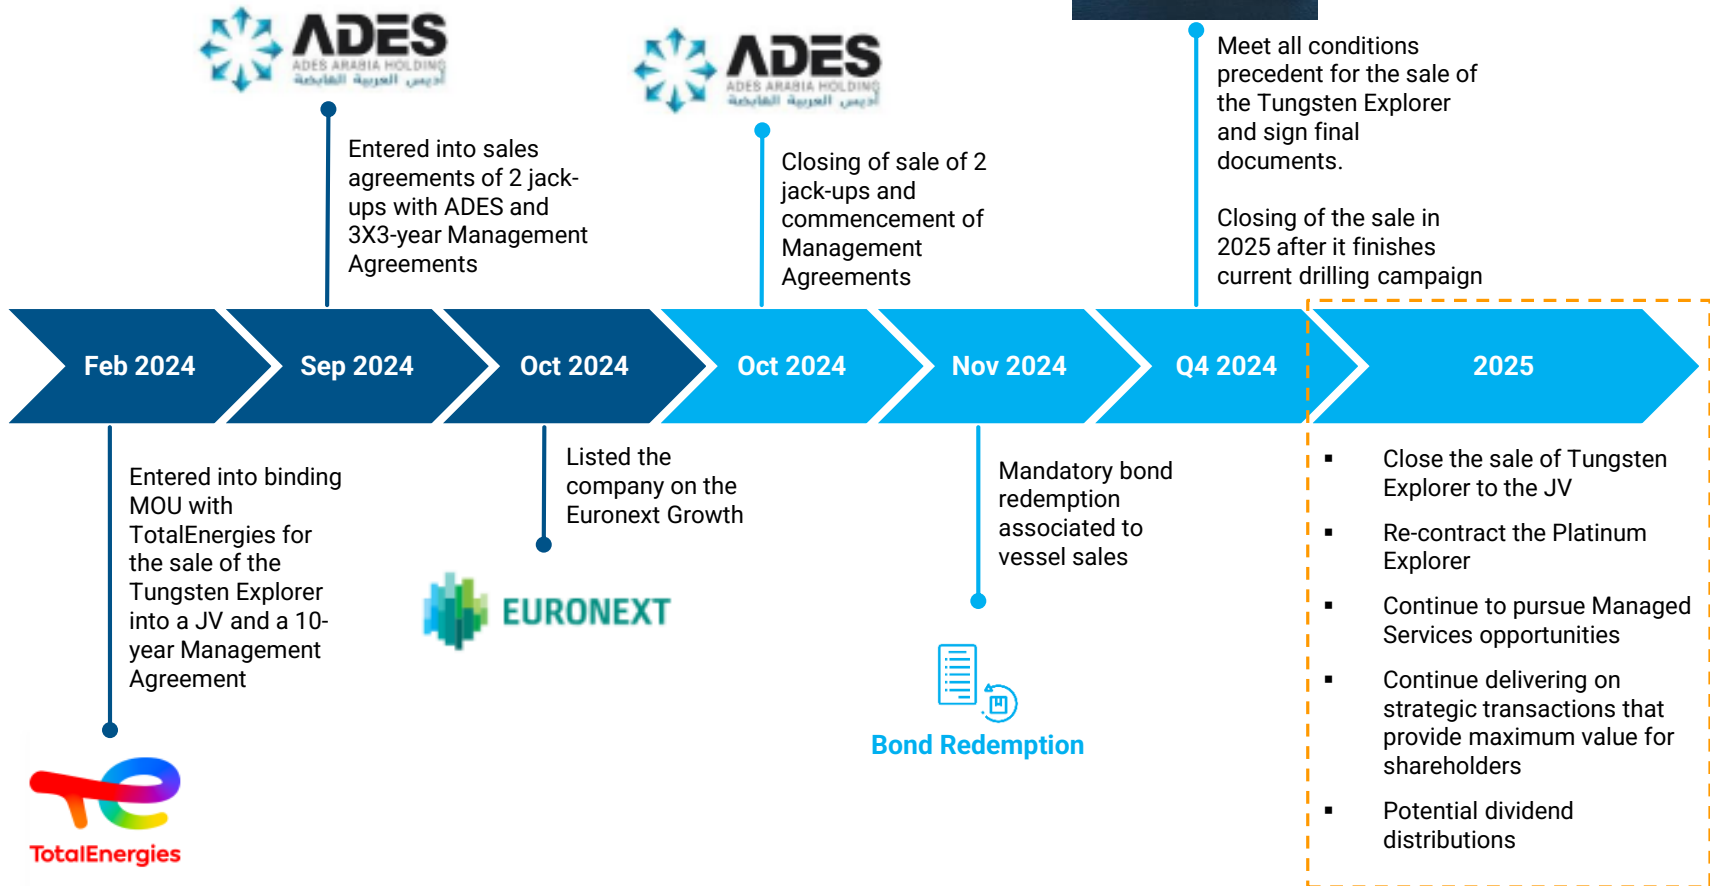 ADES
ADES ARABIA HOLDING
أديس العربية القابضة
Entered into sales
agreements of 2 jack-
ups with ADES and
3X3-year Management
Agreements
ADES
ADES ARABIA HOLDING
أديس العربية القابضة
Closing of sale of 2
jack-ups and
commencement of
Management
Agreements
Meet all conditions
precedent for the sale of
the Tungsten Explorer
and sign final
documents.
Closing of the sale in
2025 after it finishes
current drilling campaign
Feb 2024
Sep 2024
Oct 2024
Oct 2024
Nov 2024
Q4 2024
2025
Entered into binding
MOU with
TotalEnergies for
the sale of the
Tungsten Explorer
into a JV and a 10-
year Management
Agreement
TotalEnergies
Listed the
company on the
Euronext Growth
EURONEXT
Mandatory bond
redemption
associated to
vessel sales
Bond Redemption
▪ Close the sale of Tungsten
Explorer to the JV
▪ Re-contract the Platinum
Explorer
▪ Continue to pursue Managed
Services opportunities
▪ Continue delivering on
strategic transactions that
provide maximum value for
shareholders
▪ Potential dividend
distributions